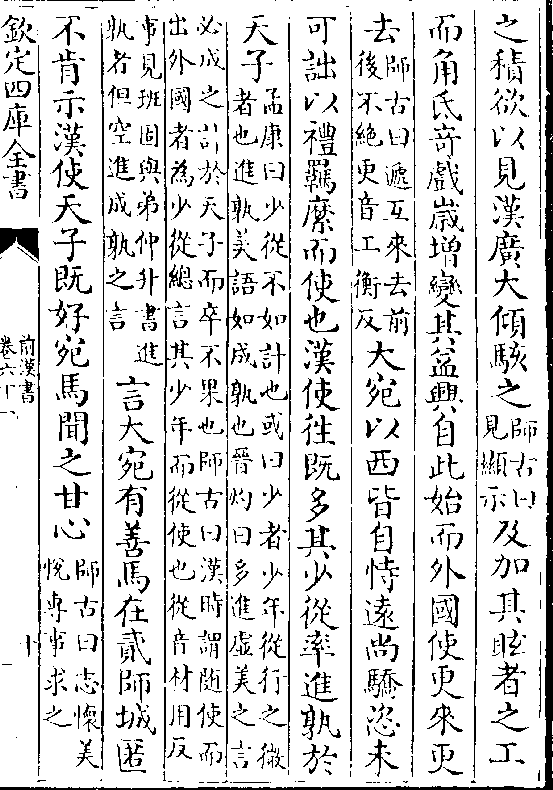 之積欲以見漢廣大傾駭之師古曰見顯示及加其眩者之工
而角氐竒戲嵗增變其益興自此始而外國使更來更
去師古曰遞互來去前後不絶更音工衡反大宛以西皆自恃逺尚驕恣未
可詘以禮羈縻而使也漢使徃既多其少從率進孰於
天子孟康曰少從不如計也或曰少者少年從行之微者也進孰美語如成孰也晉灼曰多進虚美之言
必成之計於天子而卒不果也師古曰漢時謂随使而出外國者為少從總言其少年而從使也從音材用反
事見班固與弟仲升書進孰者但空進成孰之言言大宛有善馬在貳師城匿
不肯示漢使天子既好宛馬聞之甘心師古曰志懐美悅専事求之
欽定四庫全書
前漢書
卷六十一
十